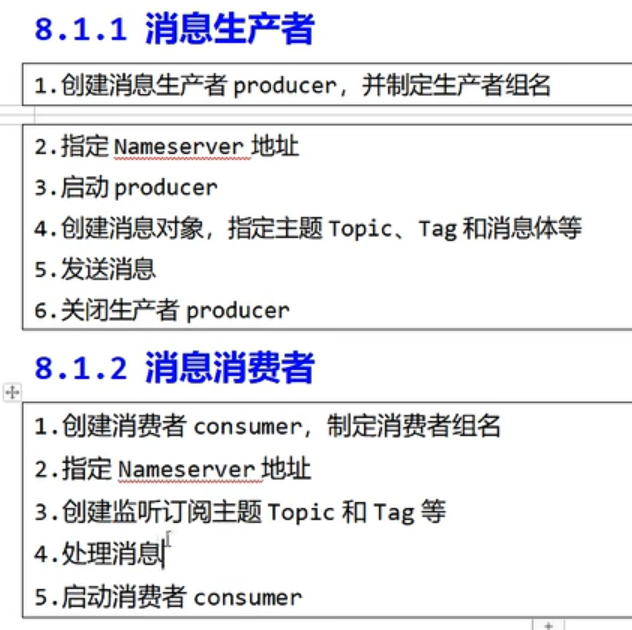 8.1.1 消息生产者
1.创建消息生产者 producer，并制定生产者组名
2.指定 Nameserver 地址
3.启动 producer
4.创建消息对象，指定主题 Topic、Tag 和消息体等
5.发送消息
6.关闭生产者 producer
8.1.2 消息消费者
1.创建消费者 consumer，制定消费者组名
2.指定 Nameserver 地址
3.创建监听订阅主题 Topic 和 Tag 等
4.处理消息
5.启动消费者 consumer